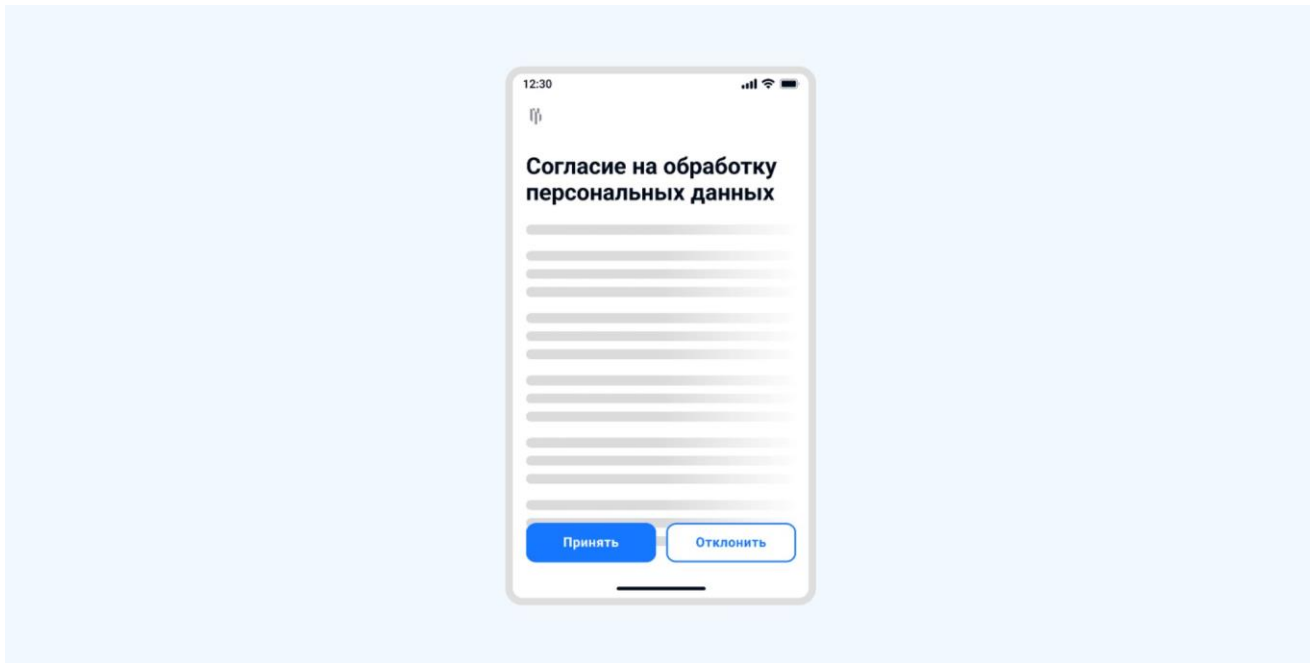 12:30
Согласие на обработку
персональных данных
Принять
Отклонить